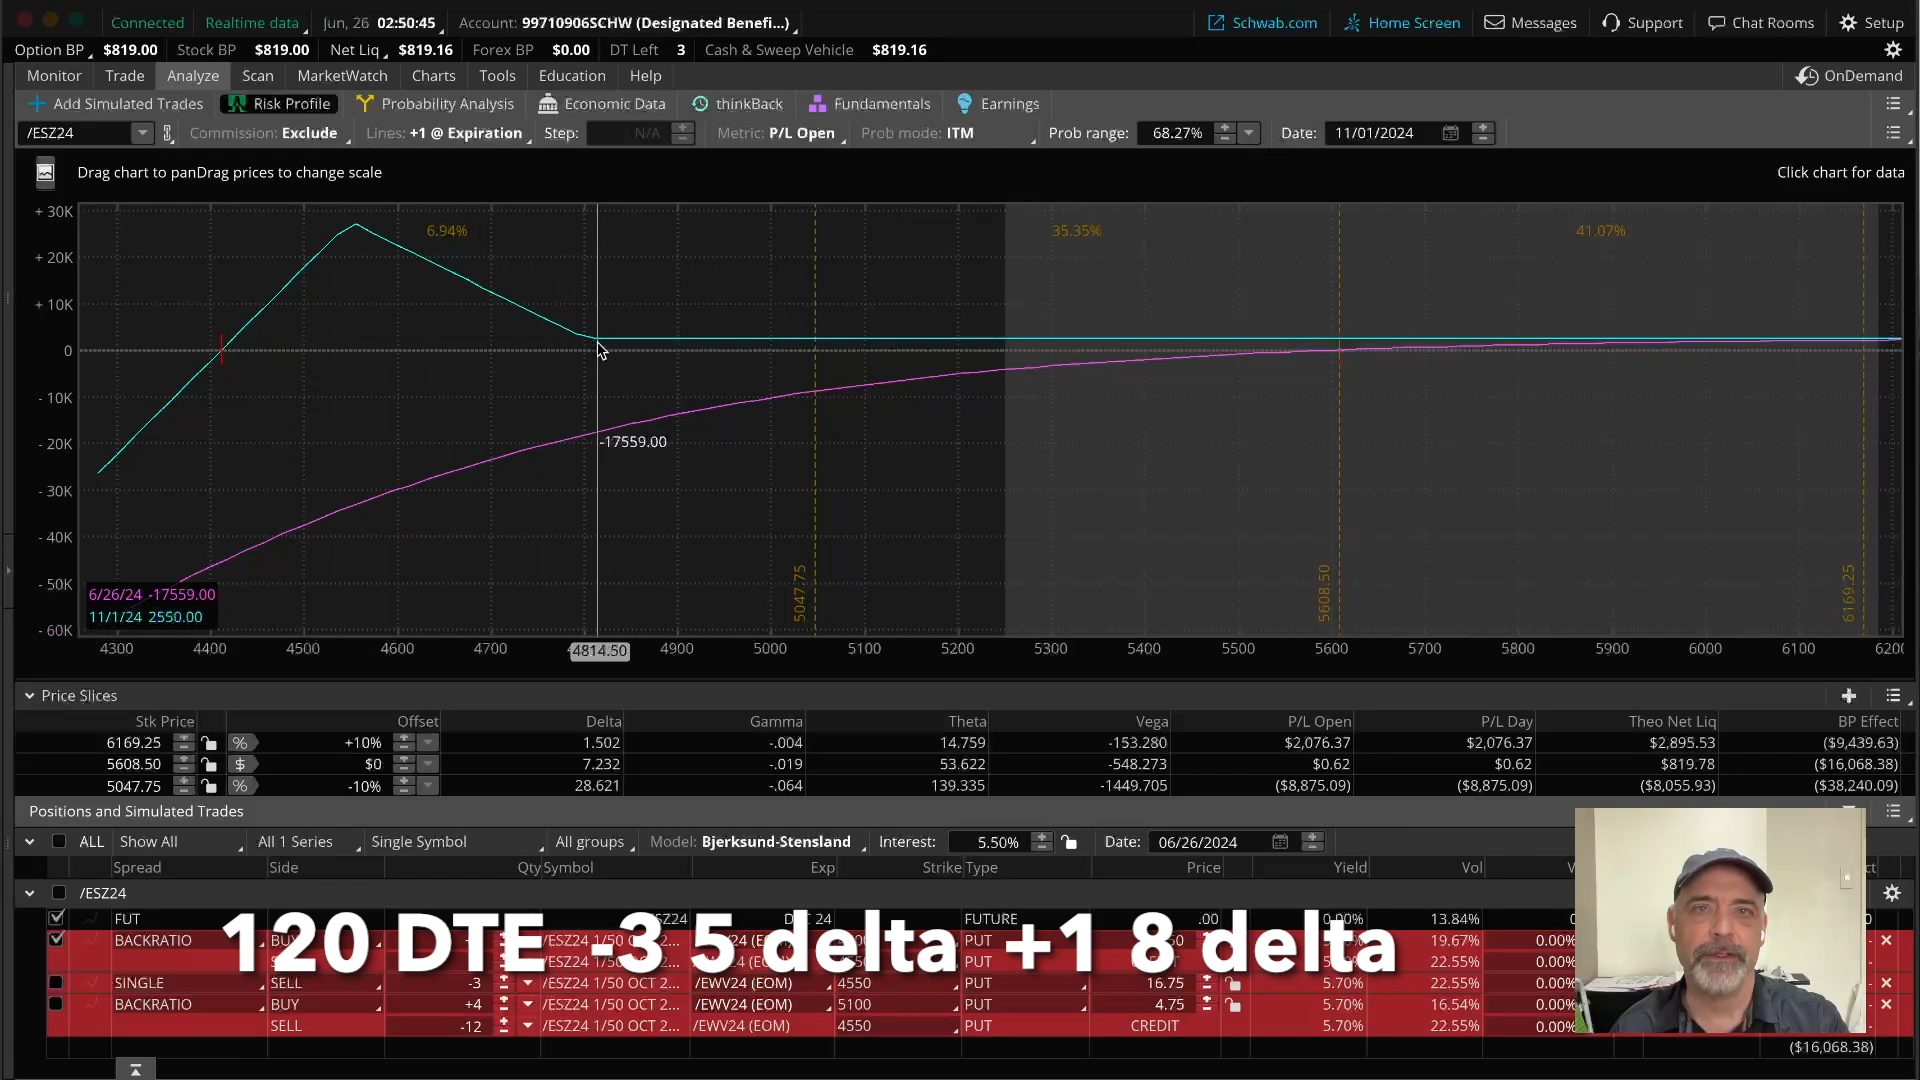 Connected Realtime data Jun, 26 02:50:45 Account: 99710906SCHW (Designated Benefi...) Schwab.com Home Screen Messages Support Chat Rooms Setup
Option BP $819.00 Stock BP $819.00 Net Liq $819.16 Forex BP $0.00 DT Left 3 Cash & Sweep Vehicle $819.16
Monitor Trade Analyze Scan MarketWatch Charts Tools Education Help OnDemand
Add Simulated Trades Risk Profile Probability Analysis Economic Data thinkBack Fundamentals Earnings
/ESZ24 Commission: Exclude Lines: +1 @ Expiration Step: N/A Metric: P/L Open Prob mode: ITM Prob range: 68.27% Date: 11/01/2024
Drag chart to panDrag prices to change scale Click chart for data
+ 30K
6.94% 35.35% 41.07%
+ 20K
+ 10K
0
- 10K
- 20K
-17559.00
- 30K
- 40K
- 50K
5047.75 5608.50 6169.25
6/26/24 -17559.00
11/1/24 2550.00
- 60K
4300 4400 4500 4600 4700 4814.50 4900 5000 5100 5200 5300 5400 5500 5600 5700 5800 5900 6000 6100 6200
Price Slices
Stk Price Offset Delta Gamma Theta Vega P/L Open P/L Day Theo Net Liq BP Effect
6169.25 % +10% 1.502 -.004 14.759 -153.280 $2,076.37 $2,076.37 $2,895.53 ($9,439.63)
5608.50 $ $0 7.232 -.019 53.622 -548.273 $0.62 $0.62 $819.78 ($16,068.38)
5047.75 % -10% 28.621 -.064 139.335 -1449.705 ($8,875.09) ($8,875.09) ($8,055.93) ($38,240.09)
Positions and Simulated Trades
ALL Show All All 1 Series Single Symbol All groups Model: Bjerksund-Stensland Interest: 5.50% Date: 06/26/2024
Spread Side Qty Symbol Exp Strike Type Price Yield Vol
/ESZ24
FUT FUTURE .00 0.00% 13.84%
BACKRATIO PUT 19.67% 0.00%
120 DTE -3 5 delta +1 8 delta
PUT 22.55%
SINGLE SELL -3 /ESZ24 1/50 OCT 2... /EWV24 (EOM) 4550 PUT 16.75 5.70% 22.55% 0.00%
BACKRATIO BUY +4 /ESZ24 1/50 OCT 2... /EWV24 (EOM) 5100 PUT 4.75 5.70% 16.54% 0.00%
SELL -12 /ESZ24 1/50 OCT 2... /EWV24 (EOM) 4550 PUT CREDIT 5.70% 22.55% 0.00%
($16,068.38)